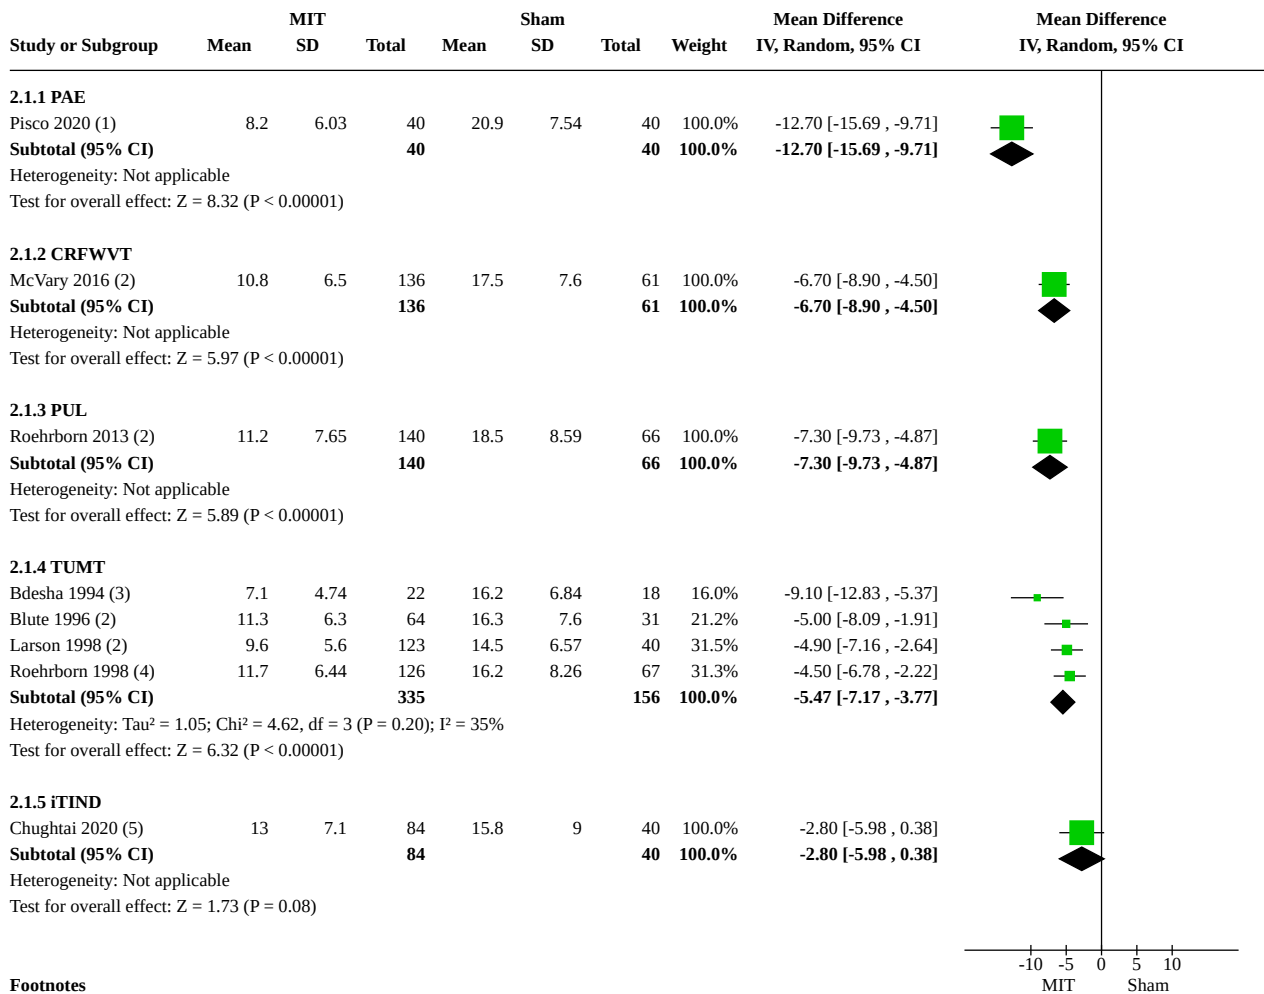 MIT Sham Mean Difference Mean Difference
Study or Subgroup Mean SD Total Mean SD Total Weight IV, Random, 95% CI IV, Random, 95% CI
2.1.1 PAE
Pisco 2020 (1) 8.2 6.03 40 20.9 7.54 40 100.0% -12.70 [-15.69 , -9.71]
Subtotal (95% CI) 40 40 100.0% -12.70 [-15.69 , -9.71]
Heterogeneity: Not applicable
Test for overall effect: Z = 8.32 (P < 0.00001)
2.1.2 CRFWVT
McVary 2016 (2) 10.8 6.5 136 17.5 7.6 61 100.0% -6.70 [-8.90 , -4.50]
Subtotal (95% CI) 136 61 100.0% -6.70 [-8.90 , -4.50]
Heterogeneity: Not applicable
Test for overall effect: Z = 5.97 (P < 0.00001)
2.1.3 PUL
Roehrborn 2013 (2) 11.2 7.65 140 18.5 8.59 66 100.0% -7.30 [-9.73 , -4.87]
Subtotal (95% CI) 140 66 100.0% -7.30 [-9.73 , -4.87]
Heterogeneity: Not applicable
Test for overall effect: Z = 5.89 (P < 0.00001)
2.1.4 TUMT
Bdesha 1994 (3) 7.1 4.74 22 16.2 6.84 18 16.0% -9.10 [-12.83 , -5.37]
Blute 1996 (2) 11.3 6.3 64 16.3 7.6 31 21.2% -5.00 [-8.09 , -1.91]
Larson 1998 (2) 9.6 5.6 123 14.5 6.57 40 31.5% -4.90 [-7.16 , -2.64]
Roehrborn 1998 (4) 11.7 6.44 126 16.2 8.26 67 31.3% -4.50 [-6.78 , -2.22]
Subtotal (95% CI) 335 156 100.0% -5.47 [-7.17 , -3.77]
Heterogeneity: Tau² = 1.05; Chi² = 4.62, df = 3 (P = 0.20); I² = 35%
Test for overall effect: Z = 6.32 (P < 0.00001)
2.1.5 iTIND
Chughtai 2020 (5) 13 7.1 84 15.8 9 40 100.0% -2.80 [-5.98 , 0.38]
Subtotal (95% CI) 84 40 100.0% -2.80 [-5.98 , 0.38]
Heterogeneity: Not applicable
Test for overall effect: Z = 1.73 (P = 0.08)
-10 -5 0 5 10
Footnotes MIT Sham